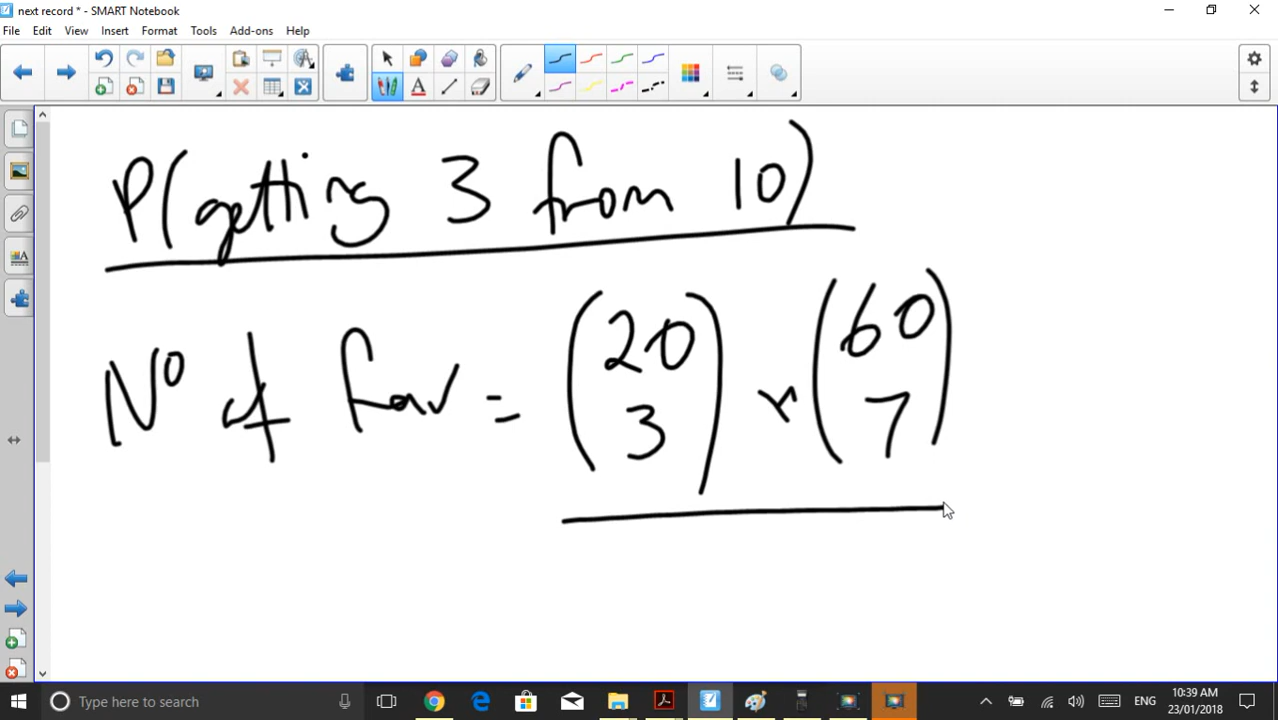 next record * - SMART Notebook
File Edit View Insert Format Tools Add-ons Help
P(getting 3 from 10)
Nº of fav = (20 3) x (60 7)
Type here to search
ENG
10:39 AM
23/01/2018